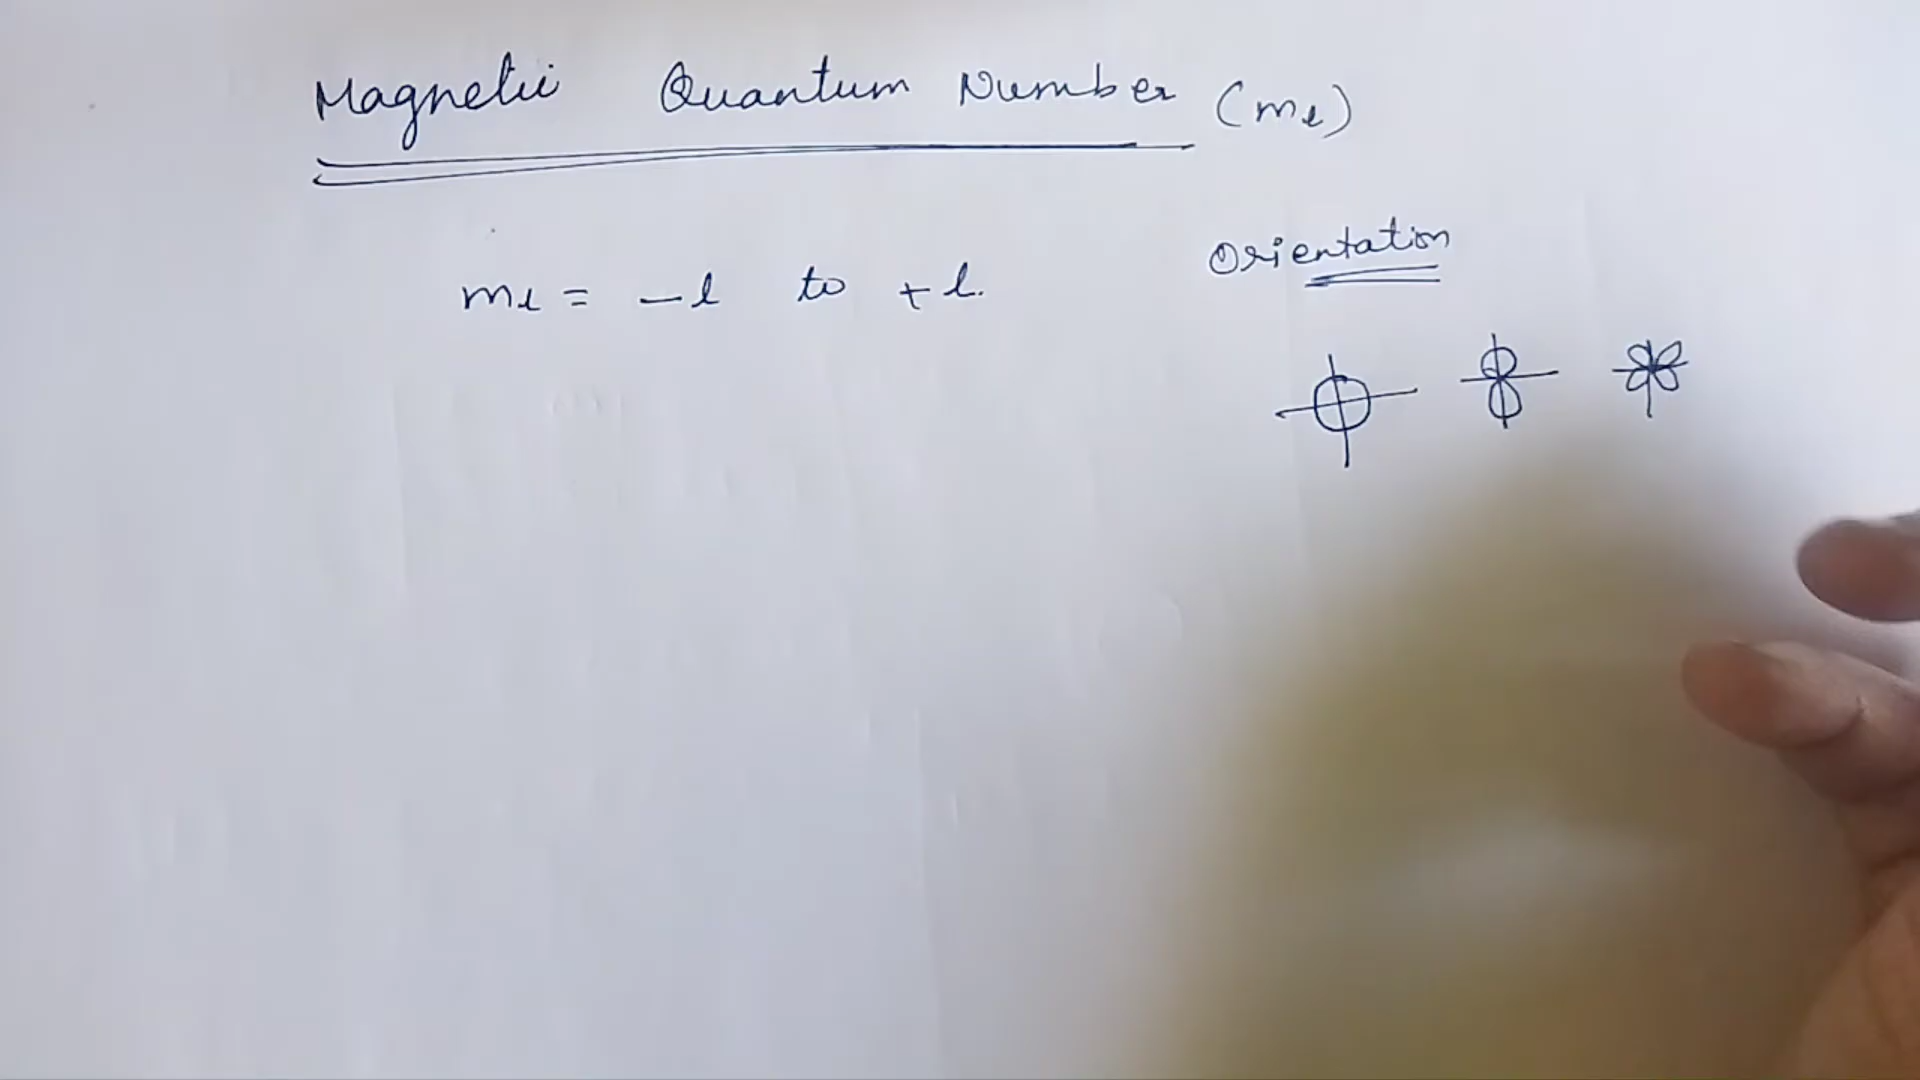 Magnetic Quantum Number (ml)
Orientation
ml = -l to +l.